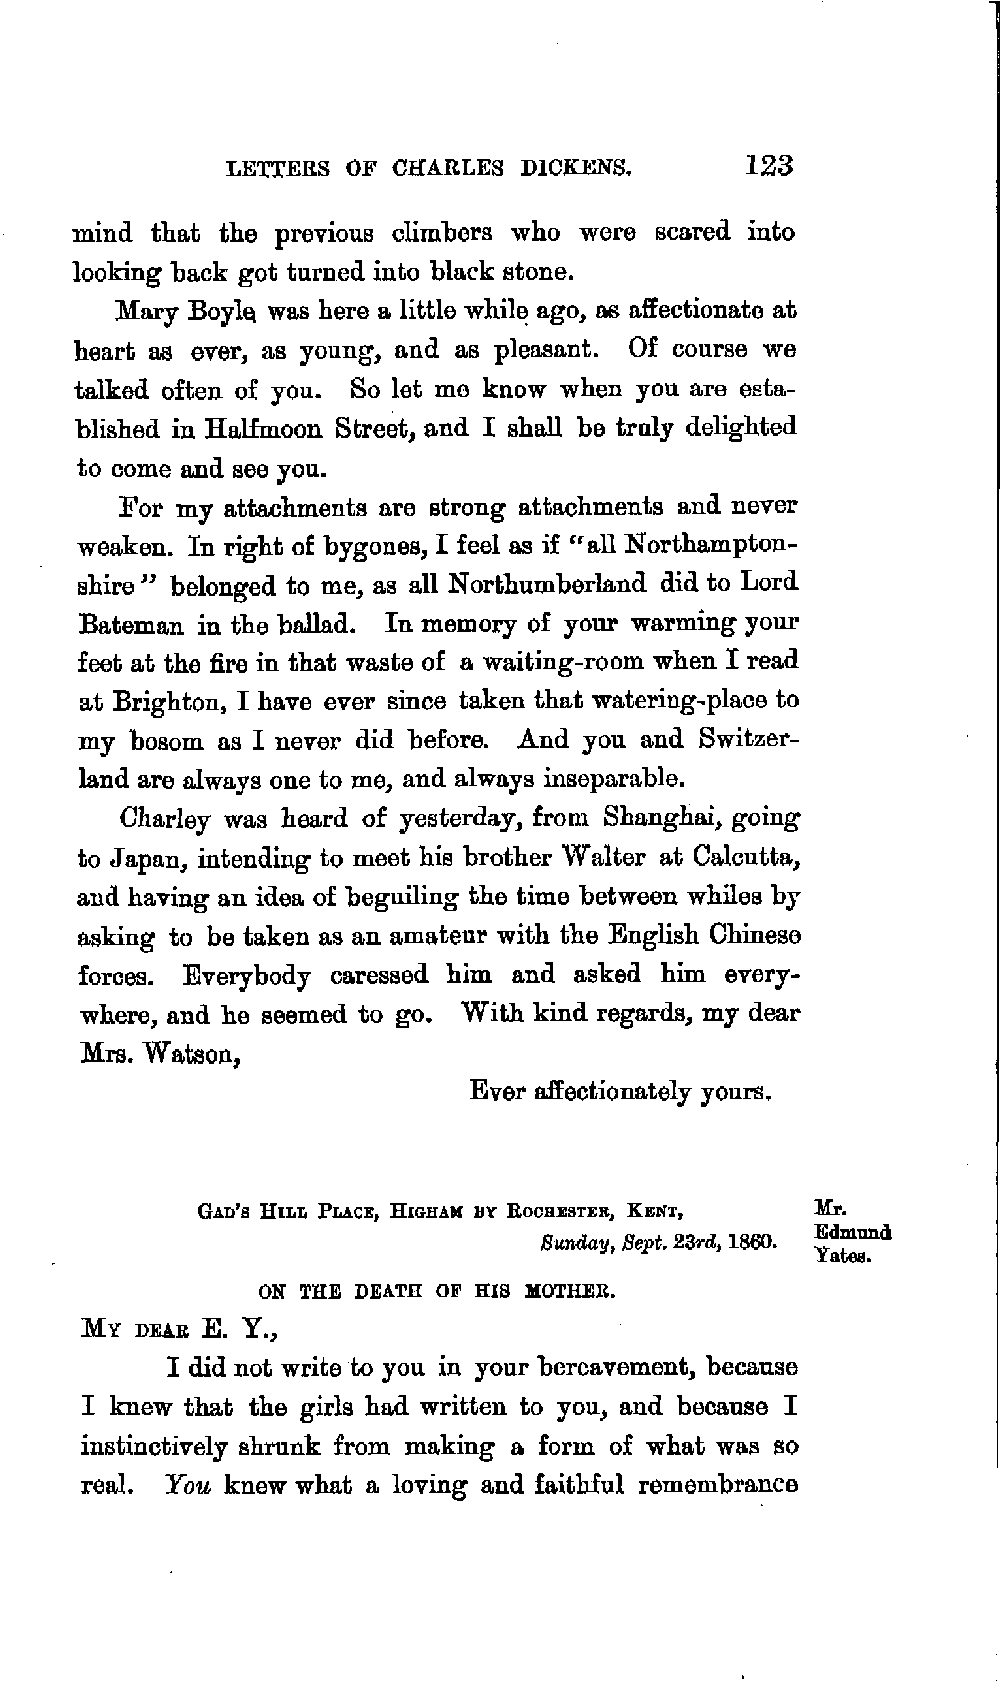 LETTERS OF CHARLES DICKENS. 123
mind that the previous climbers who were scared into
looking back got turned into black stone.
Mary Boyle was here a little while ago, as affectionate at
heart as ever, as young, and as pleasant. Of course we
talked often of you. So let me know when you are esta-
blished in Halfmoon Street, and I shall be truly delighted
to come and see you.
For my attachments are strong attachments and never
weaken. In right of bygones, I feel as if “all Northampton-
shire” belonged to me, as all Northumberland did to Lord
Bateman in the ballad. In memory of your warming your
feet at the fire in that waste of a waiting-room when I read
at Brighton, I have ever since taken that watering-place to
my bosom as I never did before. And you and Switzer-
land are always one to me, and always inseparable.
Charley was heard of yesterday, from Shanghai, going
to Japan, intending to meet his brother Walter at Calcutta,
and having an idea of beguiling the time between whiles by
asking to be taken as an amateur with the English Chinese
forces. Everybody caressed him and asked him every-
where, and he seemed to go. With kind regards, my dear
Mrs. Watson,
Ever affectionately yours.
GAD'S HILL PLACE, HIGHAM BY ROCHESTER, KENT,
Sunday, Sept. 23rd, 1860.
Mr.
Edmund
Yates.
ON THE DEATH OF HIS MOTHER.
MY DEAR E. Y.,
I did not write to you in your bereavement, because
I knew that the girls had written to you, and because I
instinctively shrunk from making a form of what was so
real. You knew what a loving and faithful remembrance